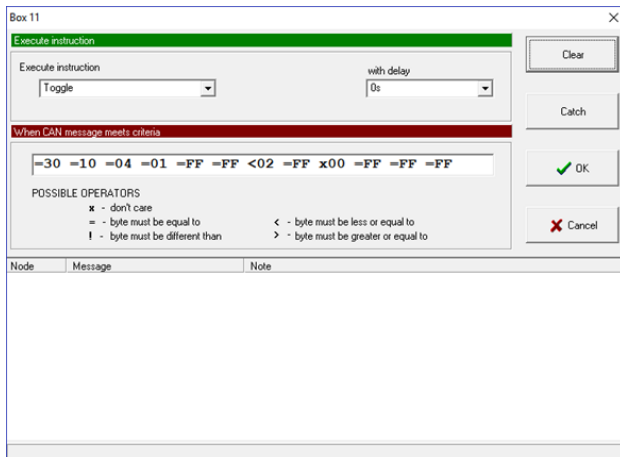 Box 11
Execute instruction
Execute instruction
with delay
Toggle
0s
Clear
Catch
When CAN message meets criteria
=30 =10 =04 =01 =FF =FF <02 =FF x00 =FF =FF =FF
OK
POSSIBLE OPERATORS
x - don't care
= - byte must be equal to
< - byte must be less or equal to
! - byte must be different than
> - byte must be greater or equal to
Cancel
Node Message Note